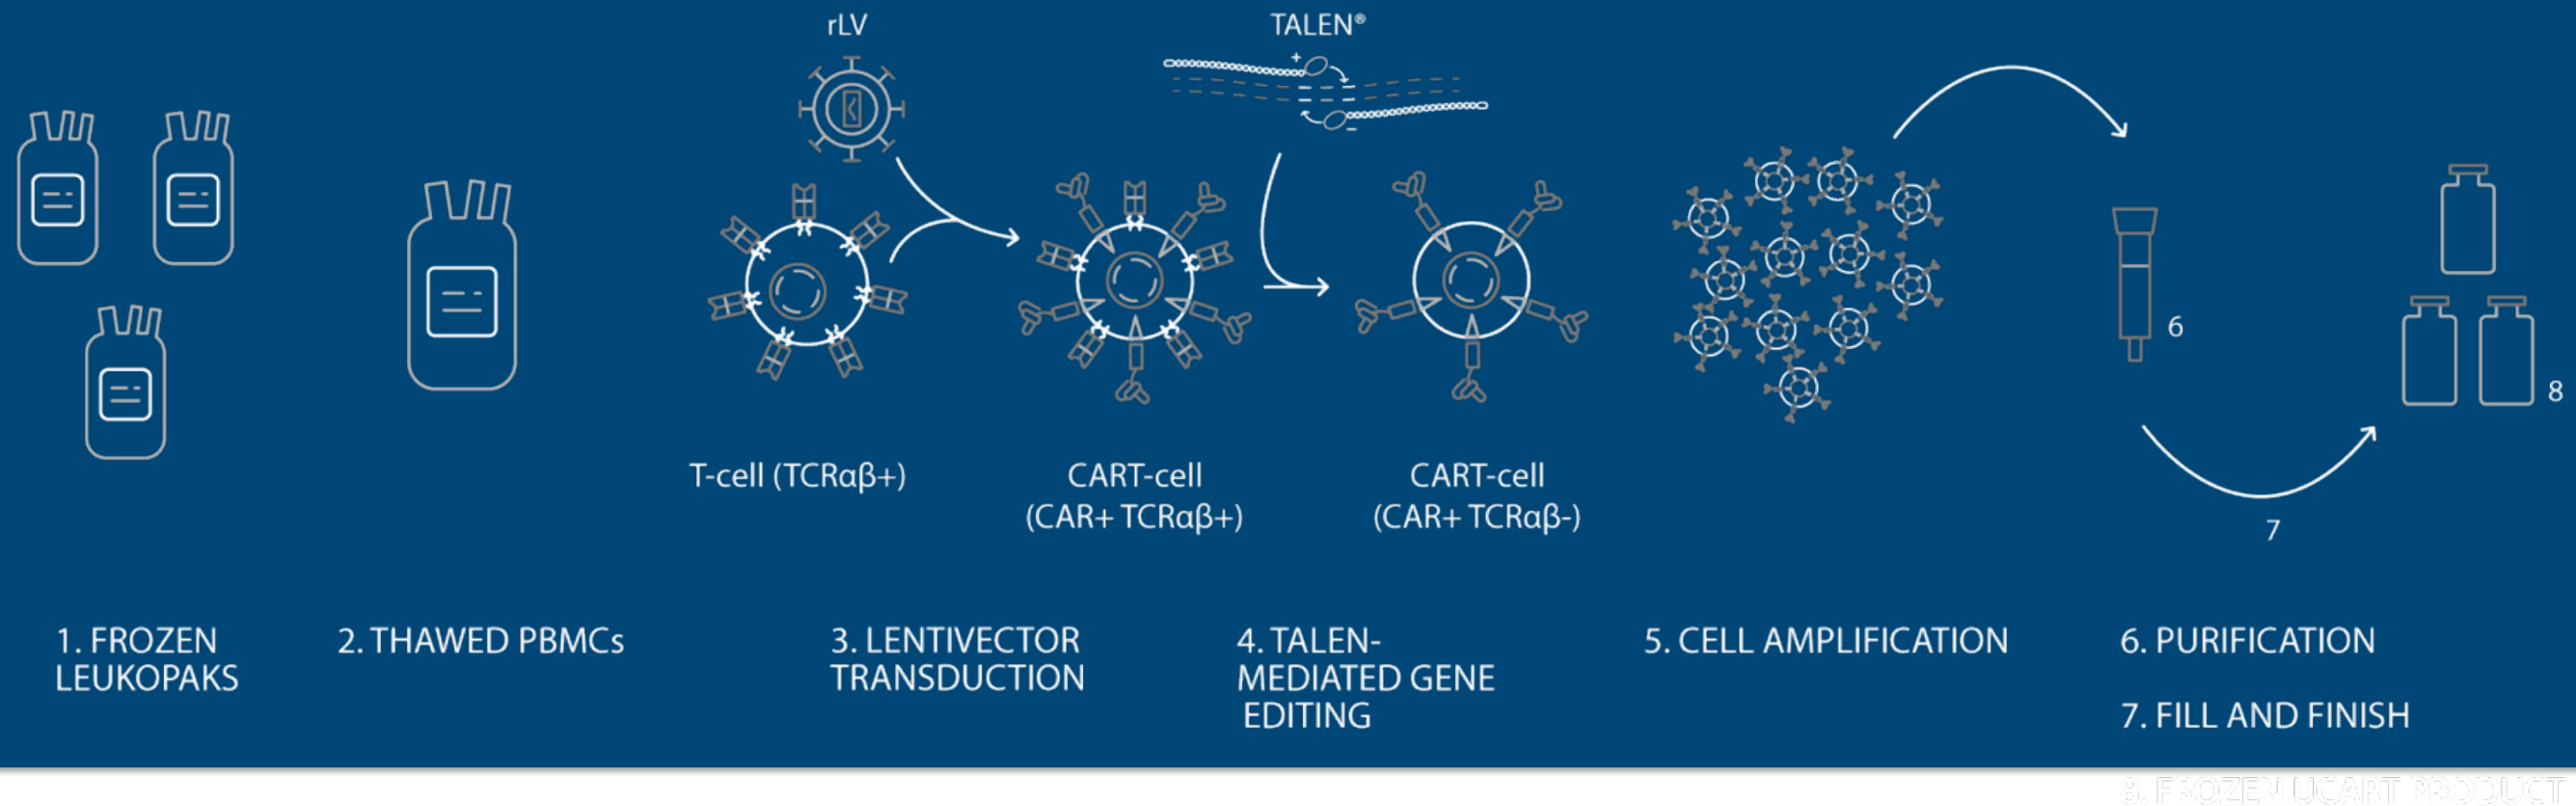 rLV
TALEN®
6
8
T-cell (TCRαβ+)
CART-cell
(CAR+ TCRαβ+)
CART-cell
(CAR+ TCRαβ-)
7
1. FROZEN
LEUKOPAKS
2. THAWED PBMCs
3. LENTIVECTOR
TRANSDUCTION
4. TALEN-
MEDIATED GENE
EDITING
5. CELL AMPLIFICATION
6. PURIFICATION
7. FILL AND FINISH
8. FROZEN UCART PRODUCT